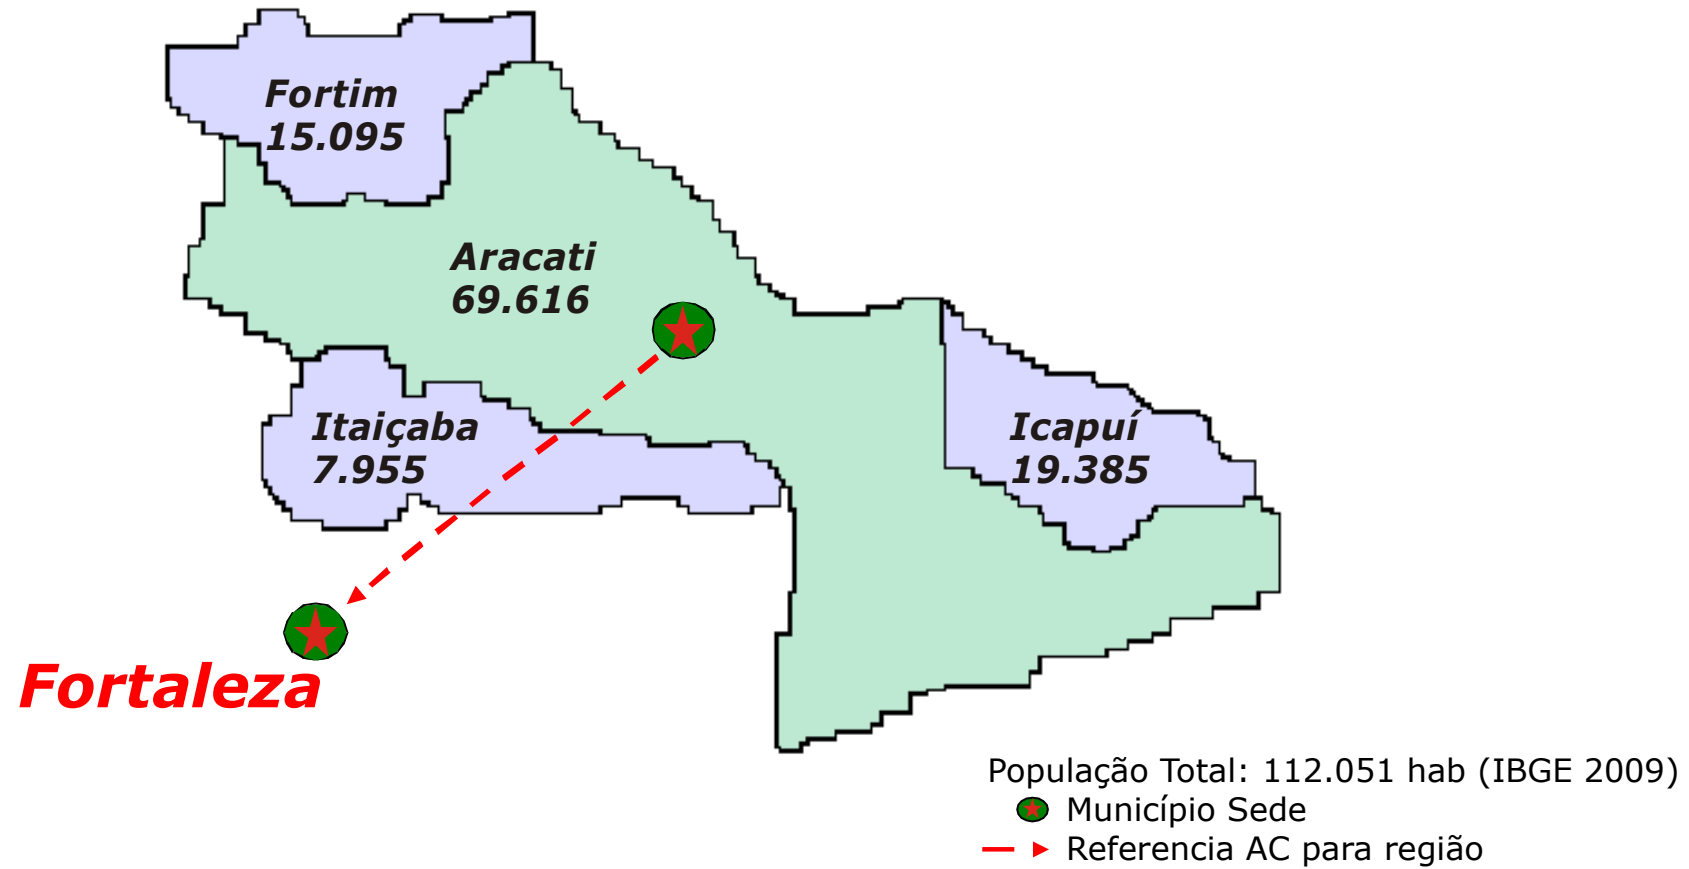 Fortim
15.095
Aracati
69.616
Itaiçaba
7.955
Icapuí
19.385
Fortaleza
População Total: 112.051 hab (IBGE 2009)
Município Sede
Referencia AC para região